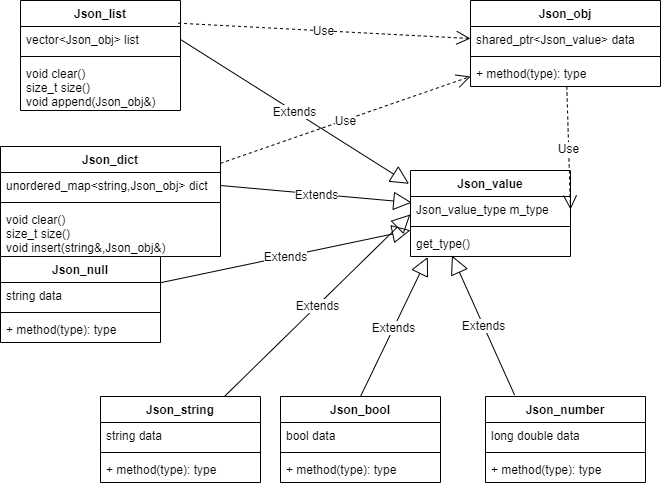 Json_list
vector<Json_obj> list
void clear()
size_t size()
void append(Json_obj&)
Json_obj
shared_ptr<Json_value> data
+ method(type): type
Use
Extends
Use
Use
Json_dict
unordered_map<string,Json_obj> dict
void clear()
size_t size()
void insert(string&,Json_obj&)
Extends
Json_value
Json_value_type m_type
get_type()
Json_null
string data
+ method(type): type
Extends
Extends
Extends
Extends
Json_string
string data
+ method(type): type
Json_bool
bool data
+ method(type): type
Json_number
long double data
+ method(type): type